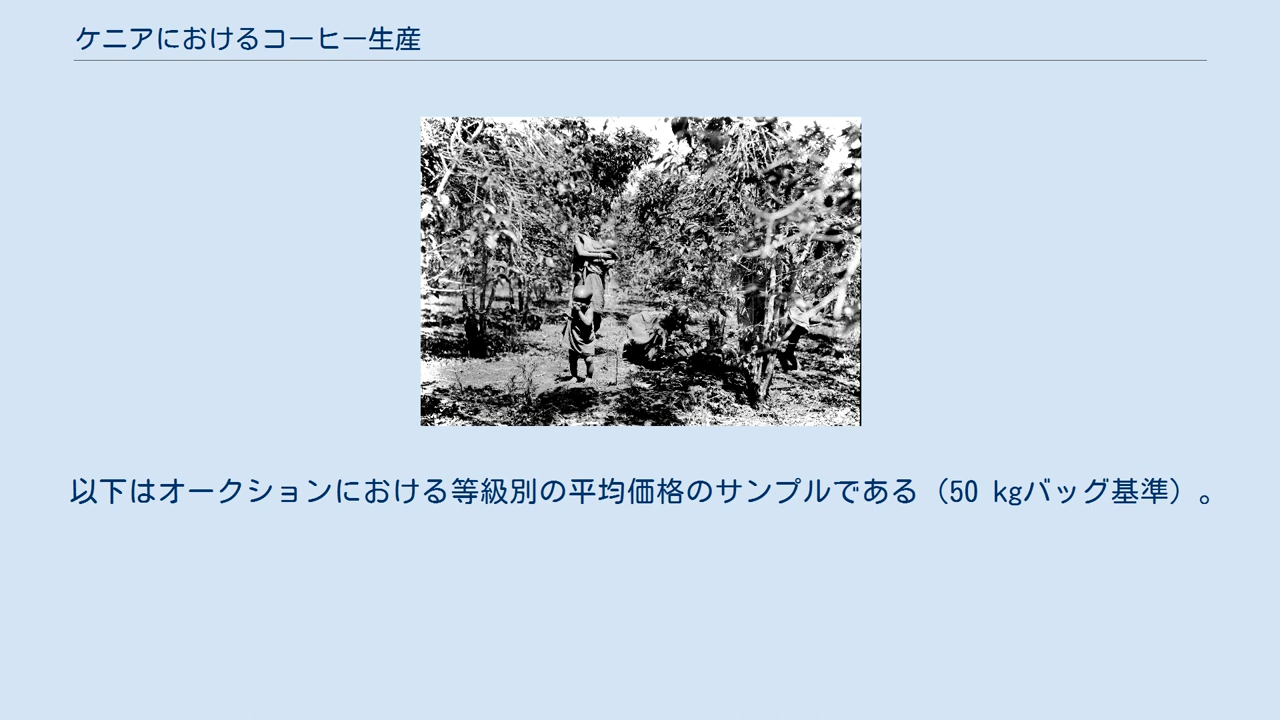 ケニアにおけるコーヒー生産
以下はオークションにおける等級別の平均価格のサンプルである（50 kgバッグ基準）。